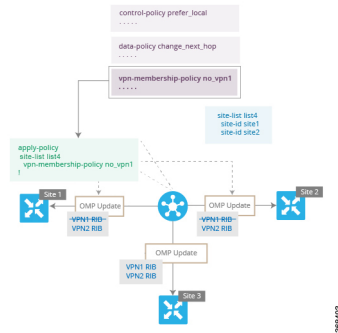 control-policy prefer_local
. . . . .
data-policy change_next_hop
. . . . .
vpn-membership-policy no_vpn1
. . . . .
site-list list4
site-id site1
site-id site2
apply-policy
site-list list4
vpn-membership-policy no_vpn1
!
Site 1
OMP Update
VPN1 RIB
VPN2 RIB
OMP Update
VPN1 RIB
VPN2 RIB
Site 2
OMP Update
VPN1 RIB
VPN2 RIB
Site 3